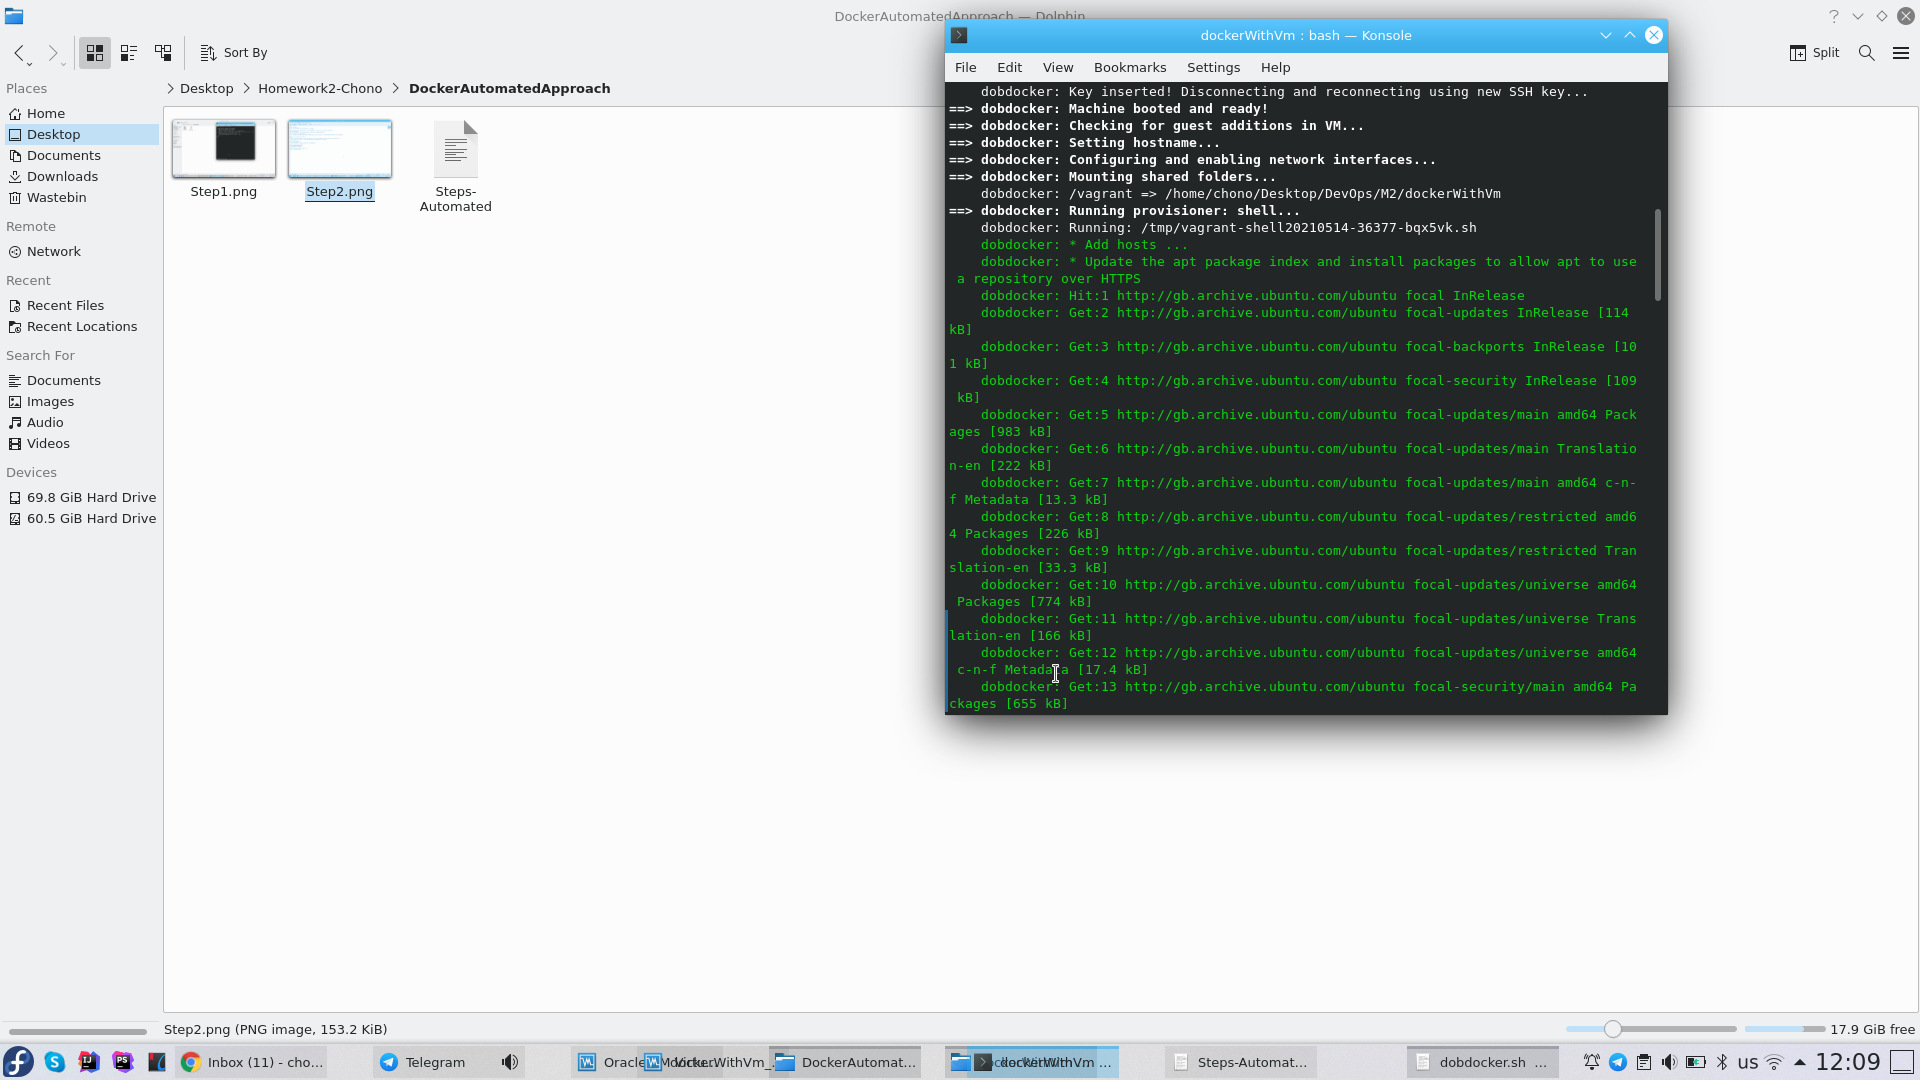 DockerAutomatedApproach — Dolphin
Sort By
Split
Places
Home
Desktop
Documents
Downloads
Wastebin
Remote
Network
Recent
Recent Files
Recent Locations
Search For
Documents
Images
Audio
Videos
Devices
69.8 GiB Hard Drive
60.5 GiB Hard Drive
Desktop > Homework2-Chono > DockerAutomatedApproach
Step1.png
Step2.png
Steps-
Automated
dockerWithVm : bash — Konsole
File Edit View Bookmarks Settings Help
dobdocker: Key inserted! Disconnecting and reconnecting using new SSH key...
==> dobdocker: Machine booted and ready!
==> dobdocker: Checking for guest additions in VM...
==> dobdocker: Setting hostname...
==> dobdocker: Configuring and enabling network interfaces...
==> dobdocker: Mounting shared folders...
dobdocker: /vagrant => /home/chono/Desktop/DevOps/M2/dockerWithVm
==> dobdocker: Running provisioner: shell...
dobdocker: Running: /tmp/vagrant-shell20210514-36377-bqx5vk.sh
dobdocker: * Add hosts ...
dobdocker: * Update the apt package index and install packages to allow apt to use
a repository over HTTPS
dobdocker: Hit:1 http://gb.archive.ubuntu.com/ubuntu focal InRelease
dobdocker: Get:2 http://gb.archive.ubuntu.com/ubuntu focal-updates InRelease [114
kB]
dobdocker: Get:3 http://gb.archive.ubuntu.com/ubuntu focal-backports InRelease [10
1 kB]
dobdocker: Get:4 http://gb.archive.ubuntu.com/ubuntu focal-security InRelease [109
kB]
dobdocker: Get:5 http://gb.archive.ubuntu.com/ubuntu focal-updates/main amd64 Pack
ages [983 kB]
dobdocker: Get:6 http://gb.archive.ubuntu.com/ubuntu focal-updates/main Translatio
n-en [222 kB]
dobdocker: Get:7 http://gb.archive.ubuntu.com/ubuntu focal-updates/main amd64 c-n-
f Metadata [13.3 kB]
dobdocker: Get:8 http://gb.archive.ubuntu.com/ubuntu focal-updates/restricted amd6
4 Packages [226 kB]
dobdocker: Get:9 http://gb.archive.ubuntu.com/ubuntu focal-updates/restricted Tran
slation-en [33.3 kB]
dobdocker: Get:10 http://gb.archive.ubuntu.com/ubuntu focal-updates/universe amd64
Packages [774 kB]
dobdocker: Get:11 http://gb.archive.ubuntu.com/ubuntu focal-updates/universe Trans
lation-en [166 kB]
dobdocker: Get:12 http://gb.archive.ubuntu.com/ubuntu focal-updates/universe amd64
c-n-f Metadata [17.4 kB]
dobdocker: Get:13 http://gb.archive.ubuntu.com/ubuntu focal-security/main amd64 Pa
ckages [655 kB]
Step2.png (PNG image, 153.2 KiB)
17.9 GiB free
Inbox (11) - cho...
Telegram
DockerAutomat...
Steps-Automat...
dobdocker.sh ...
us
12:09